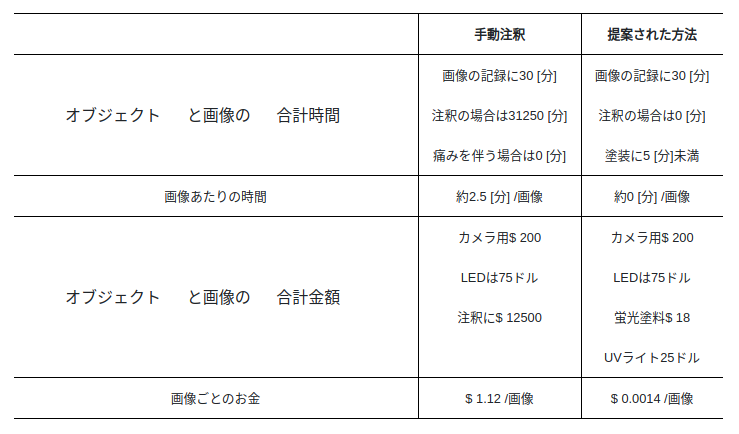 手動注釈 提案された方法
画像の記録に30 [分] 画像の記録に30 [分]
オブジェクト と画像の 合計時間 注釈の場合は31250 [分] 注釈の場合は0 [分]
痛みを伴う場合は0 [分] 塗装に5 [分]未満
画像あたりの時間 約2.5 [分] /画像 約0 [分] /画像
カメラ用$ 200 カメラ用$ 200
LEDは75ドル LEDは75ドル
オブジェクト と画像の 合計金額
注釈に$ 12500 蛍光塗料$ 18
UVライト25ドル
画像ごとのお金 $ 1.12 /画像 $ 0.0014 /画像